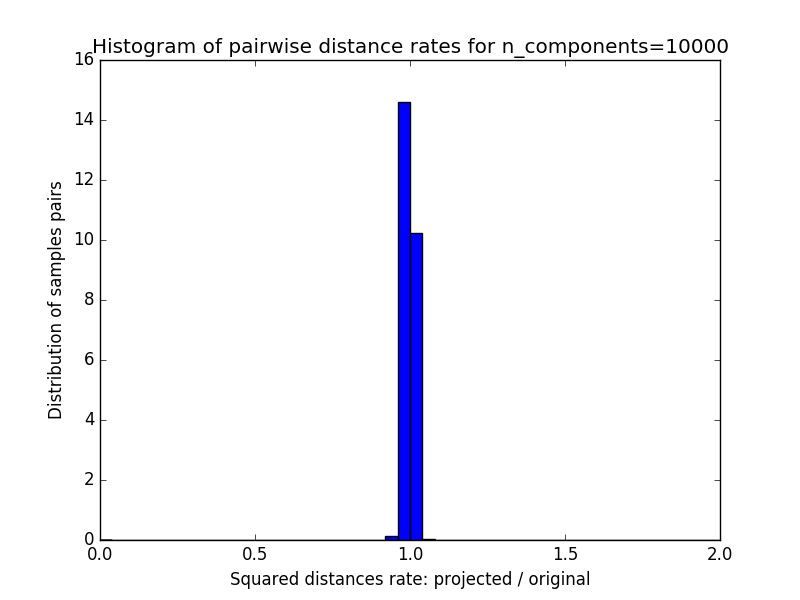 Histogram of pairwise distance rates for n_components=10000
16
14
12
10
8
6
4
2
0
Distribution of samples pairs
0.0 0.5 1.0 1.5 2.0
Squared distances rate: projected / original